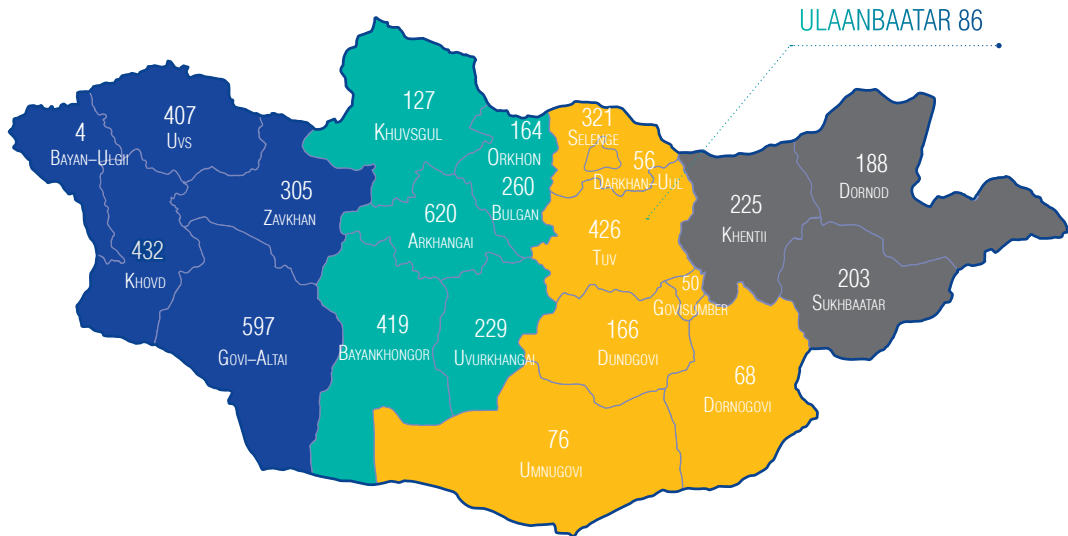 ULAANBAATAR 86
407
Uvs
4
Bayan–Ulgii
127
Khuvsgul
164
Orkhon
321
Selenge
56
Darkhan–Uul
188
Dornod
305
Zavkhan
260
Bulgan
620
Arkhangai
225
Khentii
426
Tuv
432
Khovd
203
Sukhbaatar
50
Govisumber
597
Govi–Altai
419
Bayankhongor
229
Uvurkhangai
166
Dundgovi
68
Dornogovi
76
Umnugovi